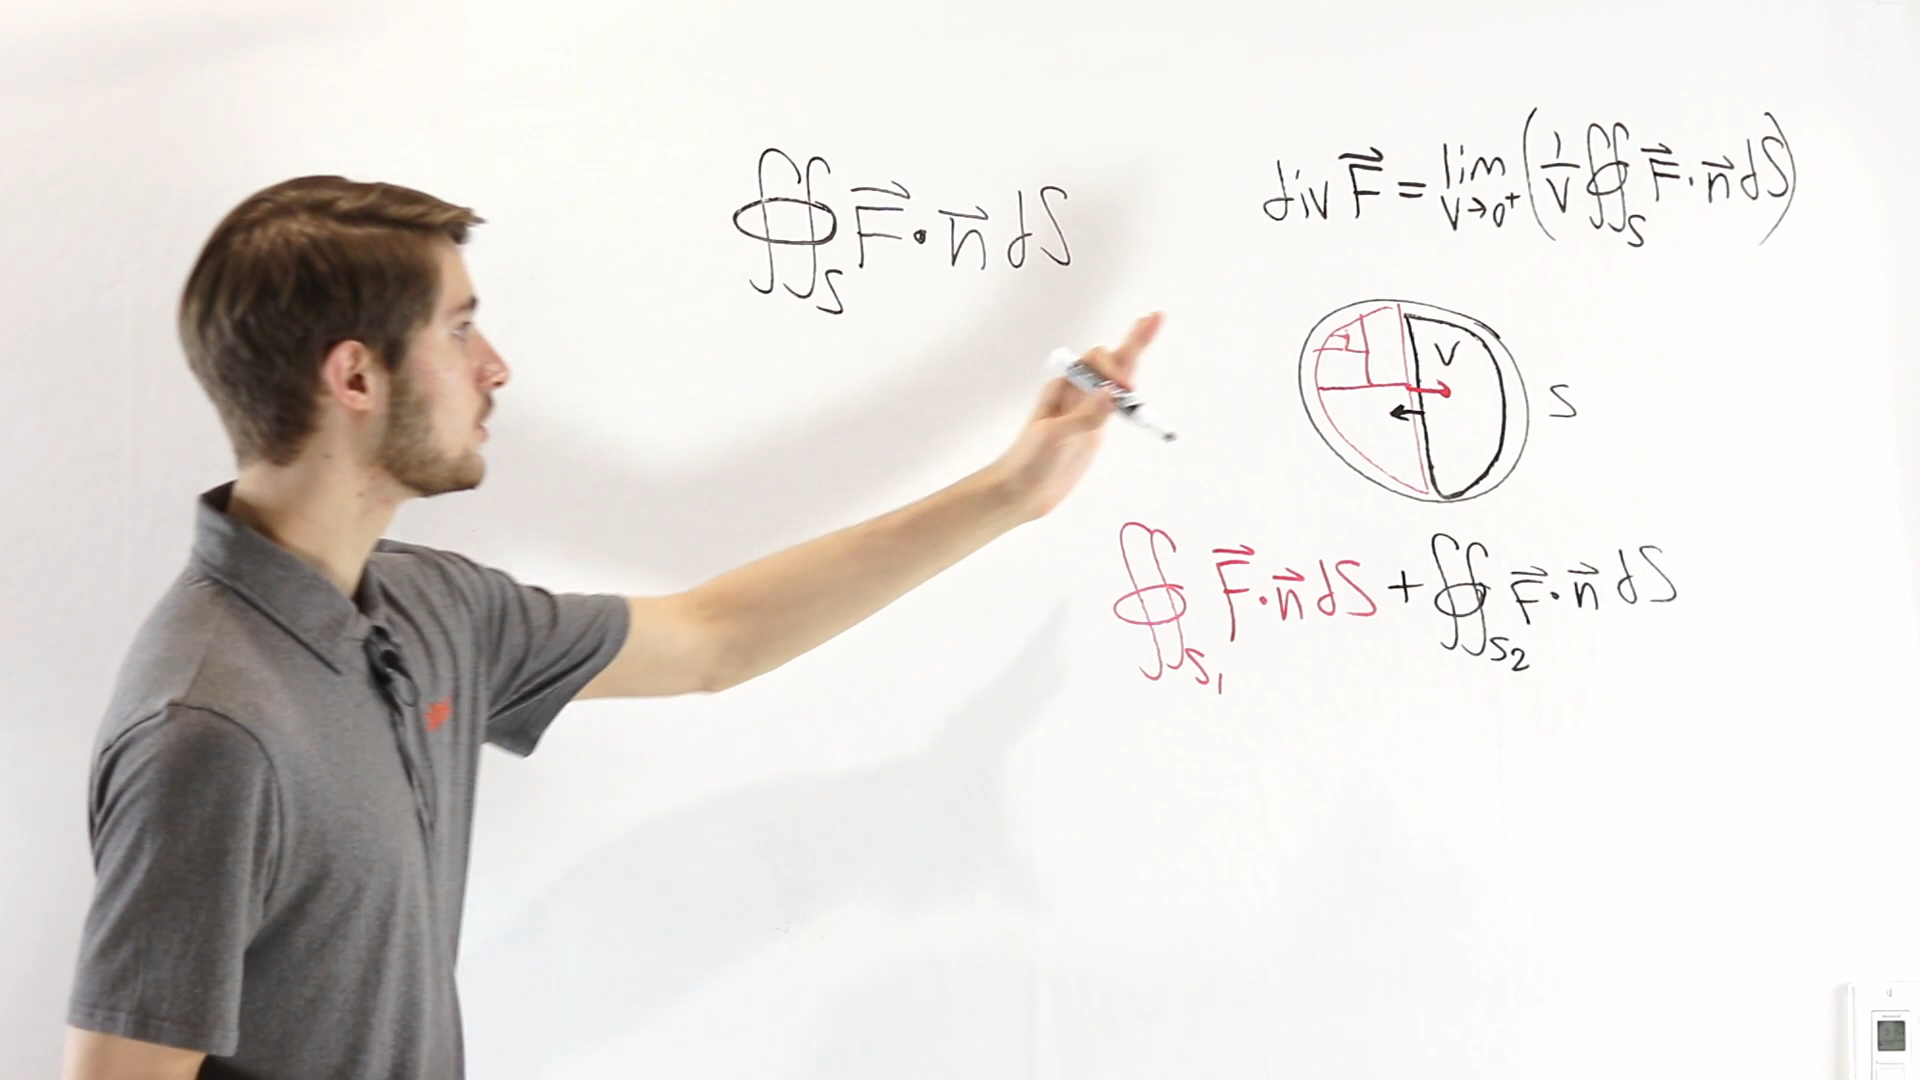 ∯_S F⃗ · n⃗ dS
div F⃗ = lim_{V→0⁺} (1/V ∯_S F⃗ · n⃗ dS)
V
S
∯_{S₁} F⃗ · n⃗ dS + ∯_{S₂} F⃗ · n⃗ dS